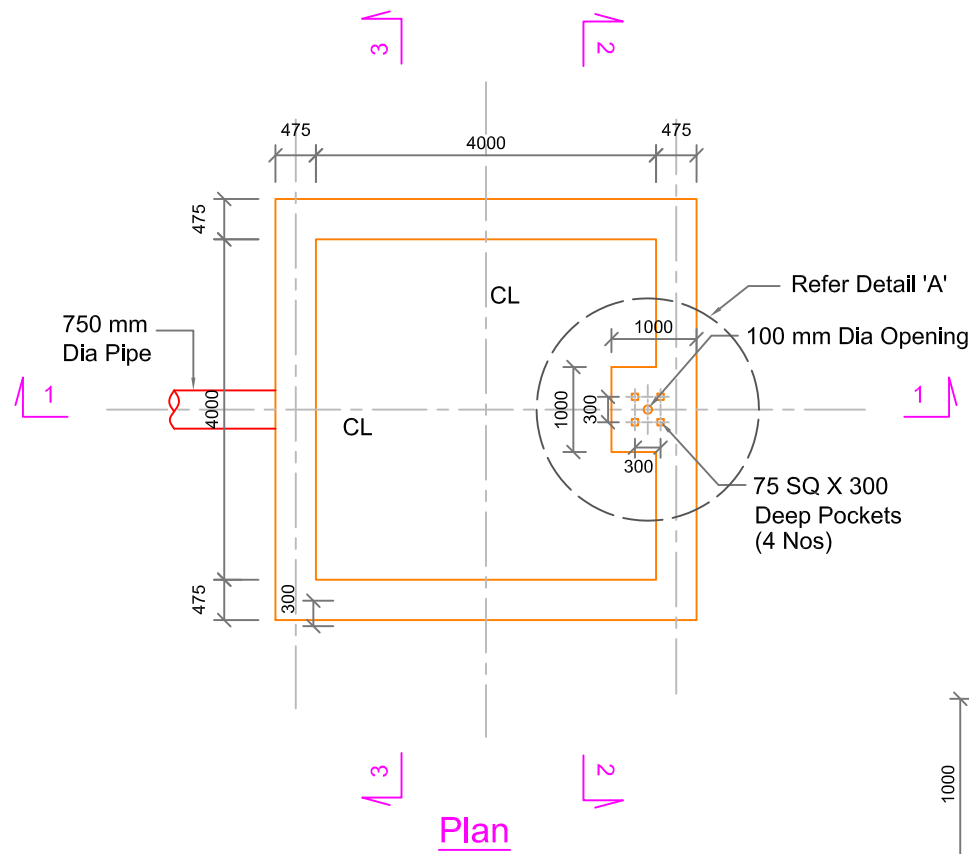 3
2
475
4000
475
475
CL
Refer Detail 'A'
1000
750 mm
Dia Pipe
100 mm Dia Opening
1
1
4000
1000
300
CL
300
75 SQ X 300
Deep Pockets
(4 Nos)
475
300
3
2
1000
Plan